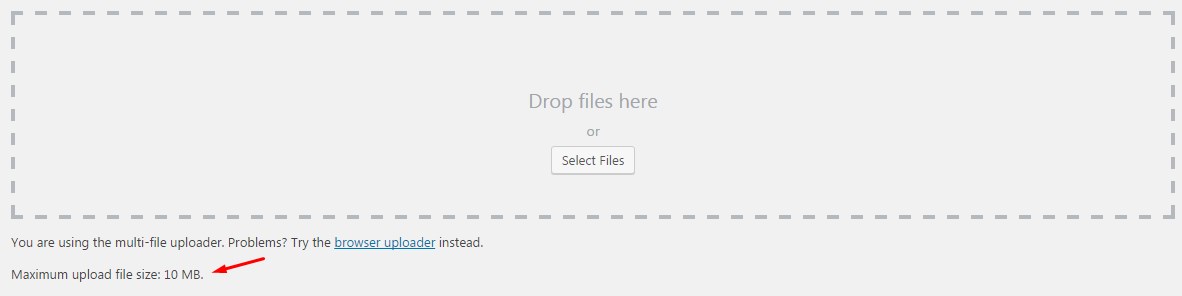 Drop files here
or
Select Files
You are using the multi-file uploader. Problems? Try the browser uploader instead.
Maximum upload file size: 10 MB.